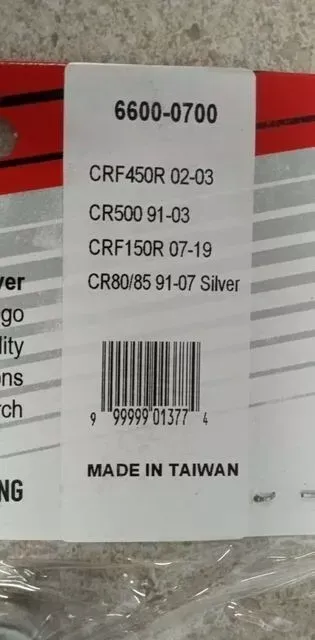 6600-0700
CRF450R 02-03
CR500 91-03
CRF150R 07-19
CR80/85 91-07 Silver
9 99999 01377 4
MADE IN TAIWAN
ver
go
lity
ons
rch
NG